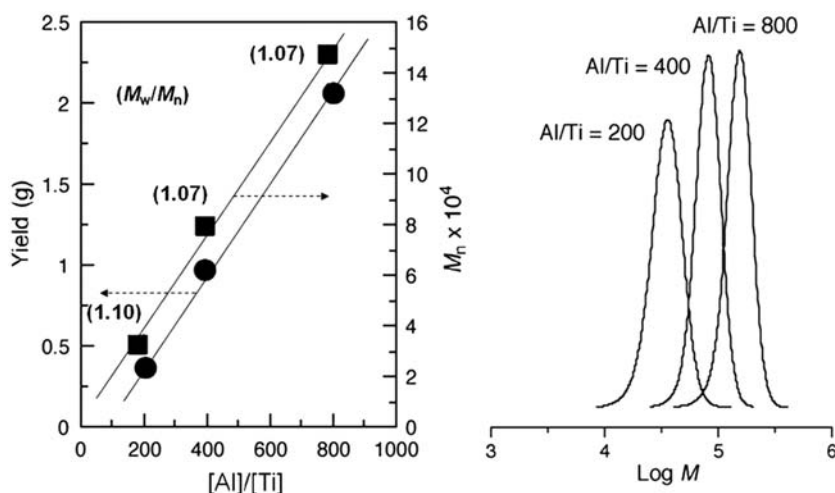 2.5
2
1.5
1
0.5
0
Yield (g)
0 200 400 600 800 1000
[Al]/[Ti]
16
14
12
10
8
6
4
2
0
Mn x 10⁴
(Mw/Mn)
(1.07)
(1.07)
(1.10)
Al/Ti = 800
Al/Ti = 400
Al/Ti = 200
3 4 5 6
Log M